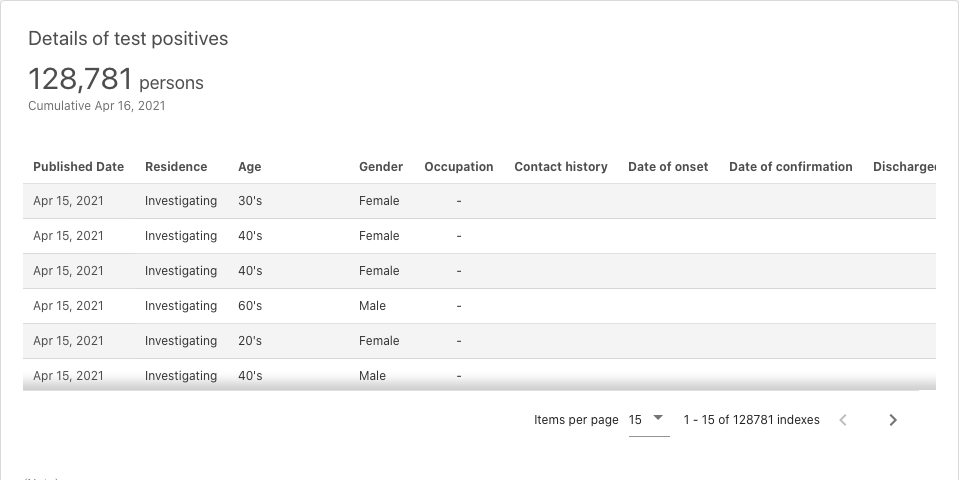 Details of test positives
128,781 persons
Cumulative Apr 16, 2021
Published Date Residence Age Gender Occupation Contact history Date of onset Date of confirmation Discharged
Apr 15, 2021 Investigating 30's Female -
Apr 15, 2021 Investigating 40's Female -
Apr 15, 2021 Investigating 40's Female -
Apr 15, 2021 Investigating 60's Male -
Apr 15, 2021 Investigating 20's Female -
Apr 15, 2021 Investigating 40's Male -
Items per page 15 1 - 15 of 128781 indexes